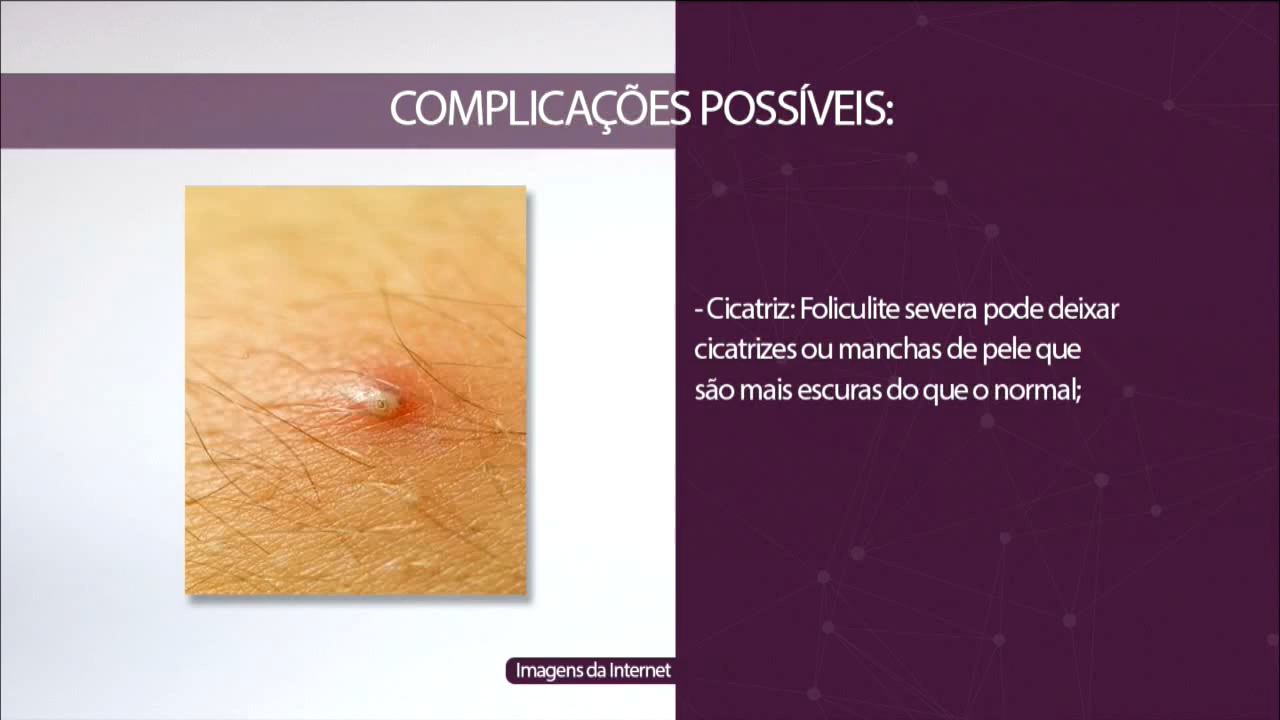 COMPLICAÇÕES POSSÍVEIS:
- Cicatriz: Foliculite severa pode deixar
cicatrizes ou manchas de pele que
são mais escuras do que o normal;
Imagens da Internet